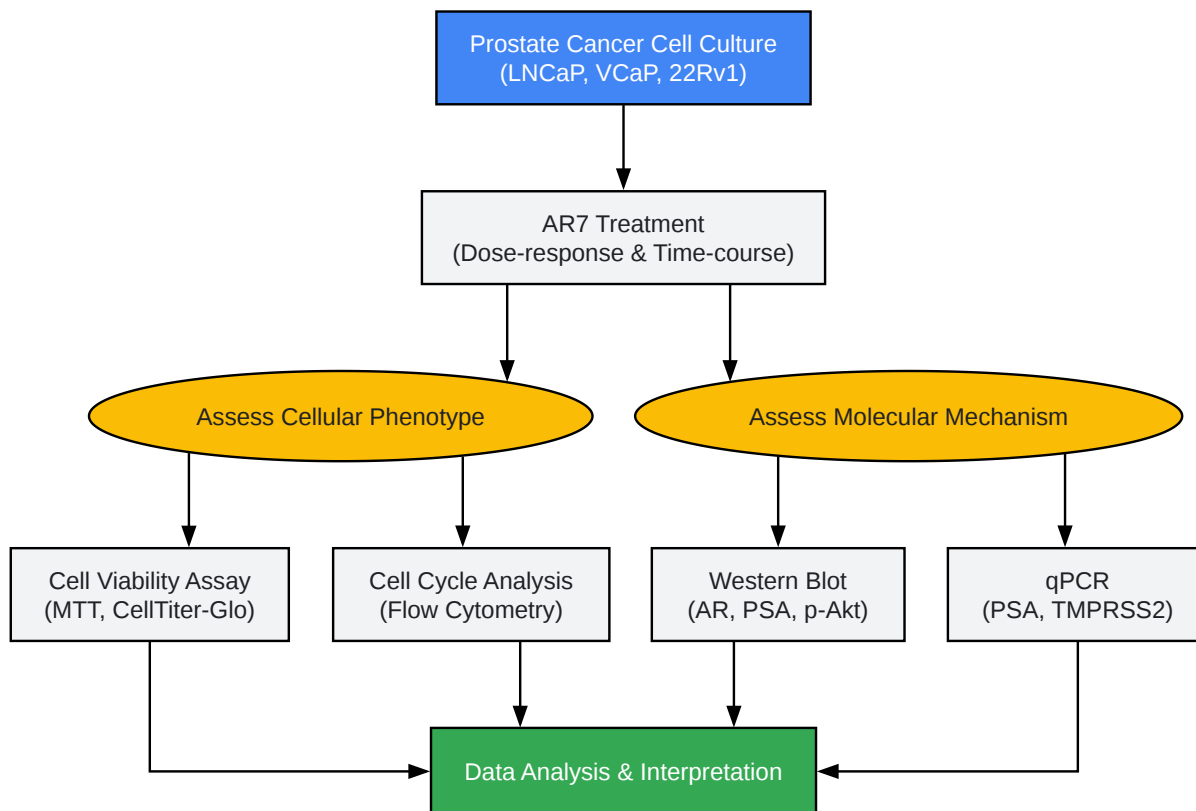 Prostate Cancer Cell Culture
(LNCaP, VCaP, 22Rv1)
AR7 Treatment
(Dose-response & Time-course)
Assess Cellular Phenotype
Assess Molecular Mechanism
Cell Viability Assay
(MTT, CellTiter-Glo)
Cell Cycle Analysis
(Flow Cytometry)
Western Blot
(AR, PSA, p-Akt)
qPCR
(PSA, TMPRSS2)
Data Analysis & Interpretation